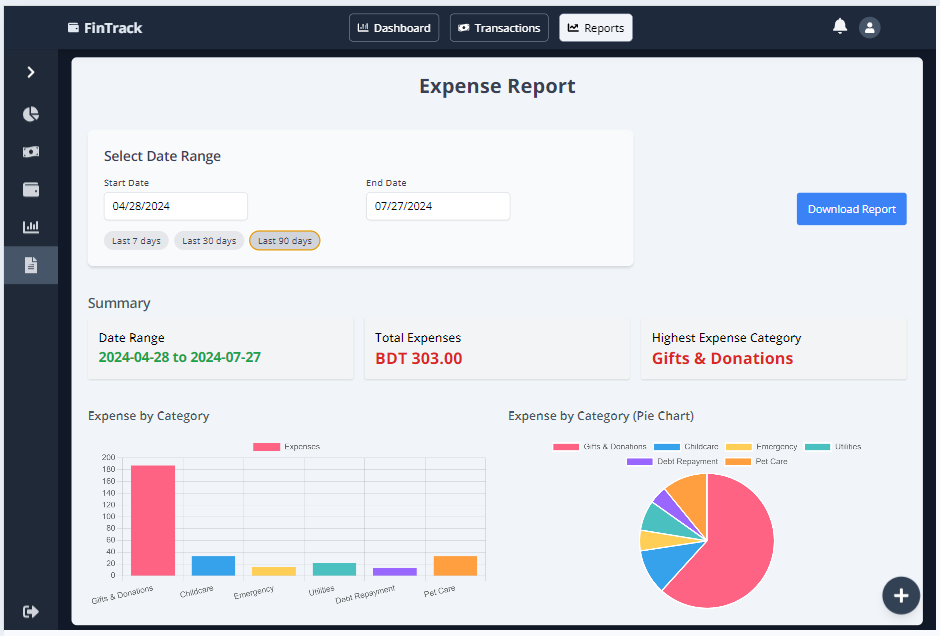 FinTrack
Dashboard
Transactions
Reports
Expense Report
Select Date Range
Start Date
End Date
04/28/2024
07/27/2024
Last 7 days
Last 30 days
Last 90 days
Download Report
Summary
Date Range
2024-04-28 to 2024-07-27
Total Expenses
BDT 303.00
Highest Expense Category
Gifts & Donations
Expense by Category
Expenses
200
180
160
140
120
100
80
60
40
20
0
Gifts & Donations
Childcare
Emergency
Utilities
Debt Repayment
Pet Care
Expense by Category (Pie Chart)
Gifts & Donations
Childcare
Emergency
Utilities
Debt Repayment
Pet Care